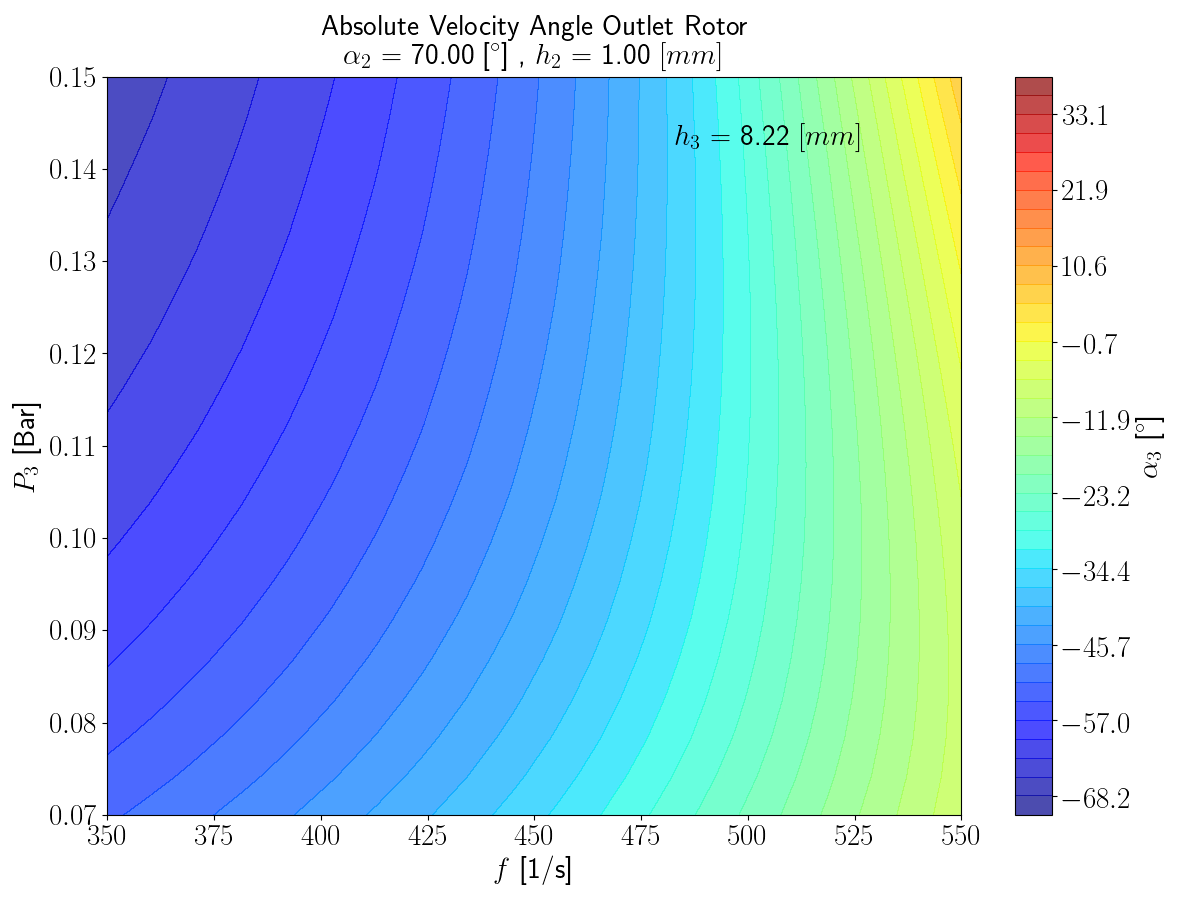 Absolute Velocity Angle Outlet Rotor
α₂ = 70.00 [°] , h₂ = 1.00 [mm]
h₃ = 8.22 [mm]
P₃ [Bar]
0.15
0.14
0.13
0.12
0.11
0.10
0.09
0.08
0.07
350 375 400 425 450 475 500 525 550
f [1/s]
33.1
21.9
10.6
−0.7
−11.9
−23.2
−34.4
−45.7
−57.0
−68.2
α₃ [°]